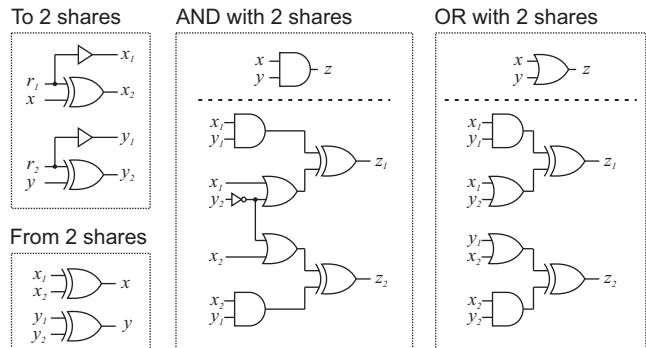 To 2 shares
x1
r1
x
x2
y1
r2
y
y2
From 2 shares
x1
x2
x
y1
y2
y
AND with 2 shares
x
y
z
x1
y1
z1
x1
y2
x2
z2
x2
y1
OR with 2 shares
x
y
z
x1
y1
z1
x1
y2
y1
x2
z2
x2
y2